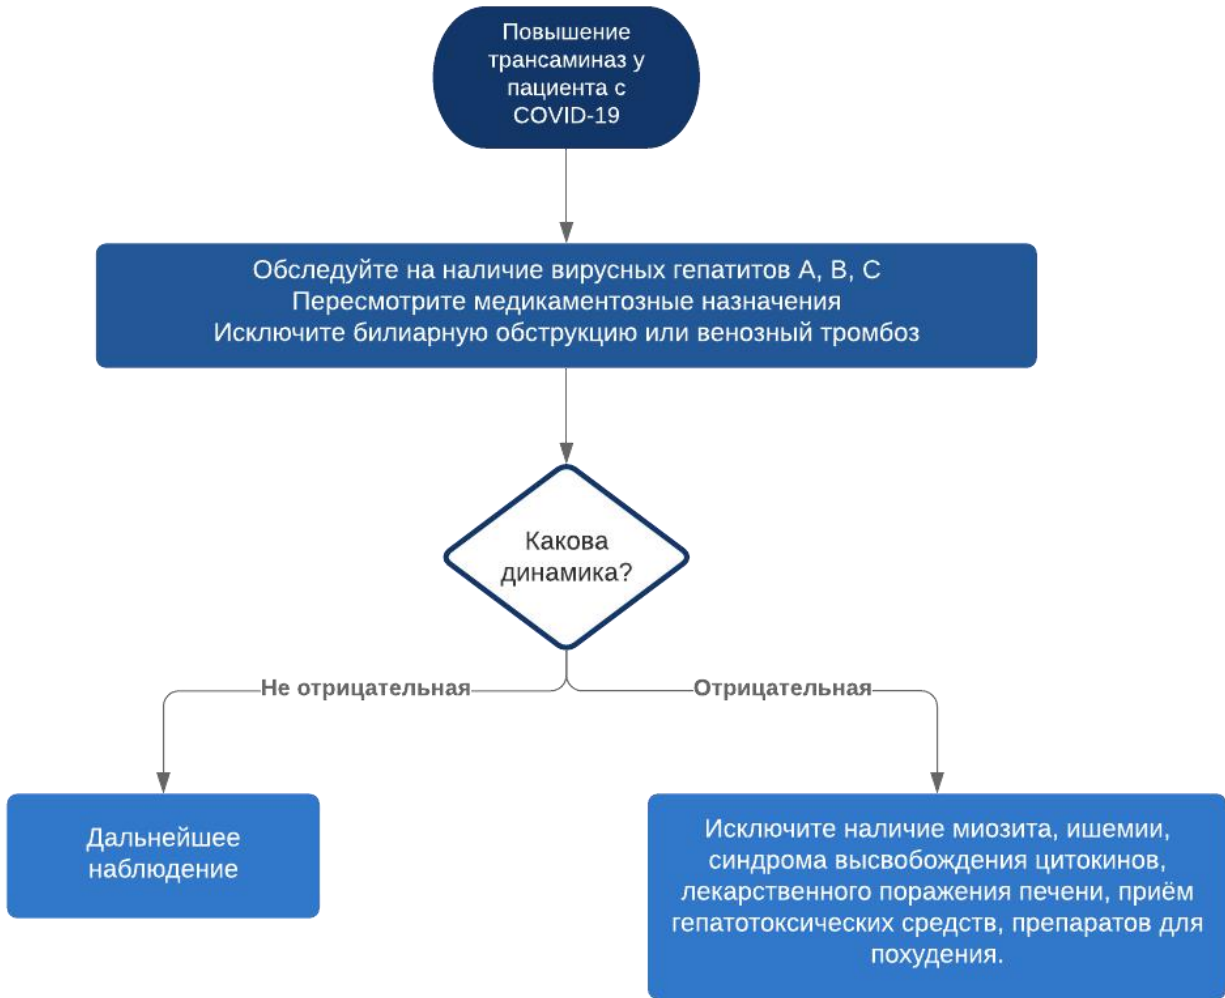 Повышение
трансаминаз у
пациента с
COVID-19
Обследуйте на наличие вирусных гепатитов A, B, C
Пересмотрите медикаментозные назначения
Исключите билиарную обструкцию или венозный тромбоз
Какова
динамика?
Не отрицательная
Отрицательная
Дальнейшее
наблюдение
Исключите наличие миозита, ишемии,
синдрома высвобождения цитокинов,
лекарственного поражения печени, приём
гепатотоксических средств, препаратов для
похудения.